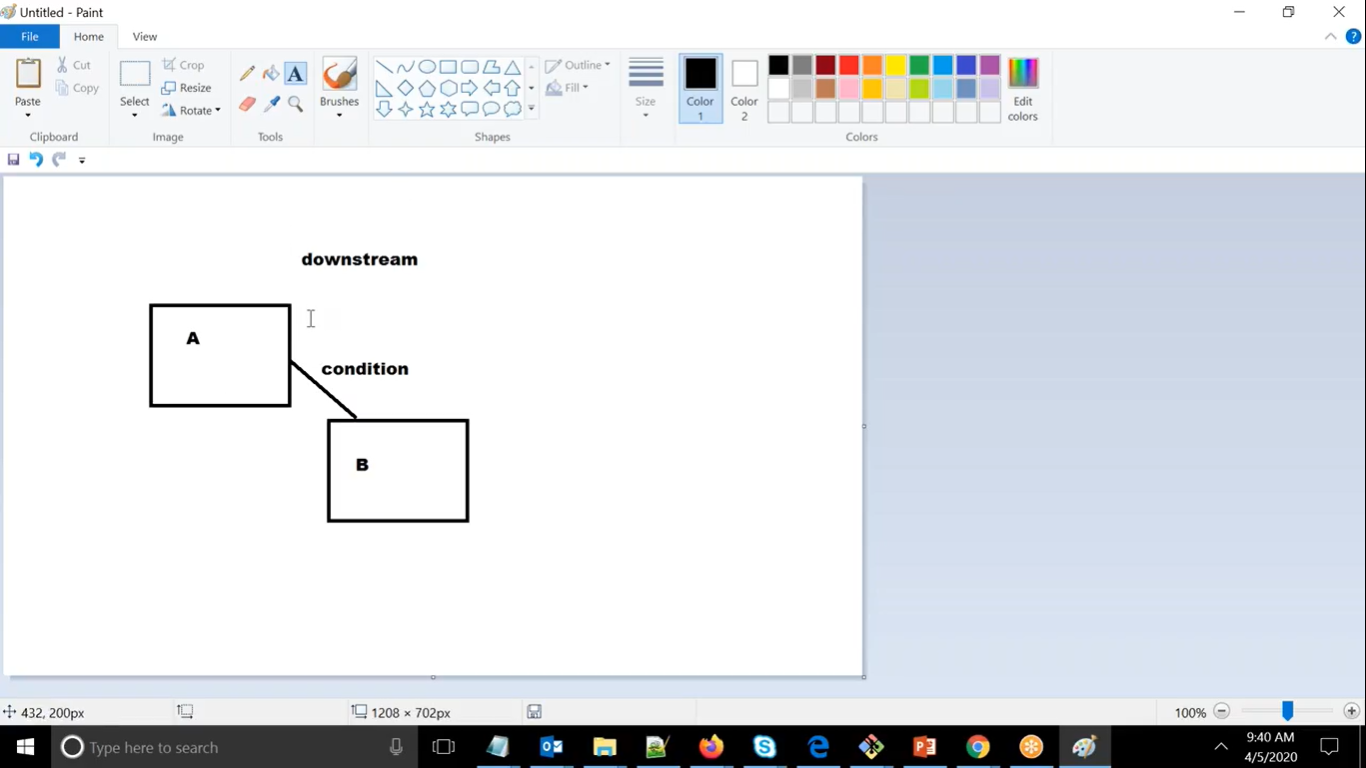 Untitled - Paint
File
Home
View
Paste
Cut
Copy
Clipboard
Select
Crop
Resize
Rotate
Image
A
Tools
Brushes
Shapes
Outline
Fill
Size
Color 1
Color 2
Colors
Edit colors
?
downstream
A
condition
B
432, 200px
1208 × 702px
100%
Type here to search
9:40 AM
4/5/2020